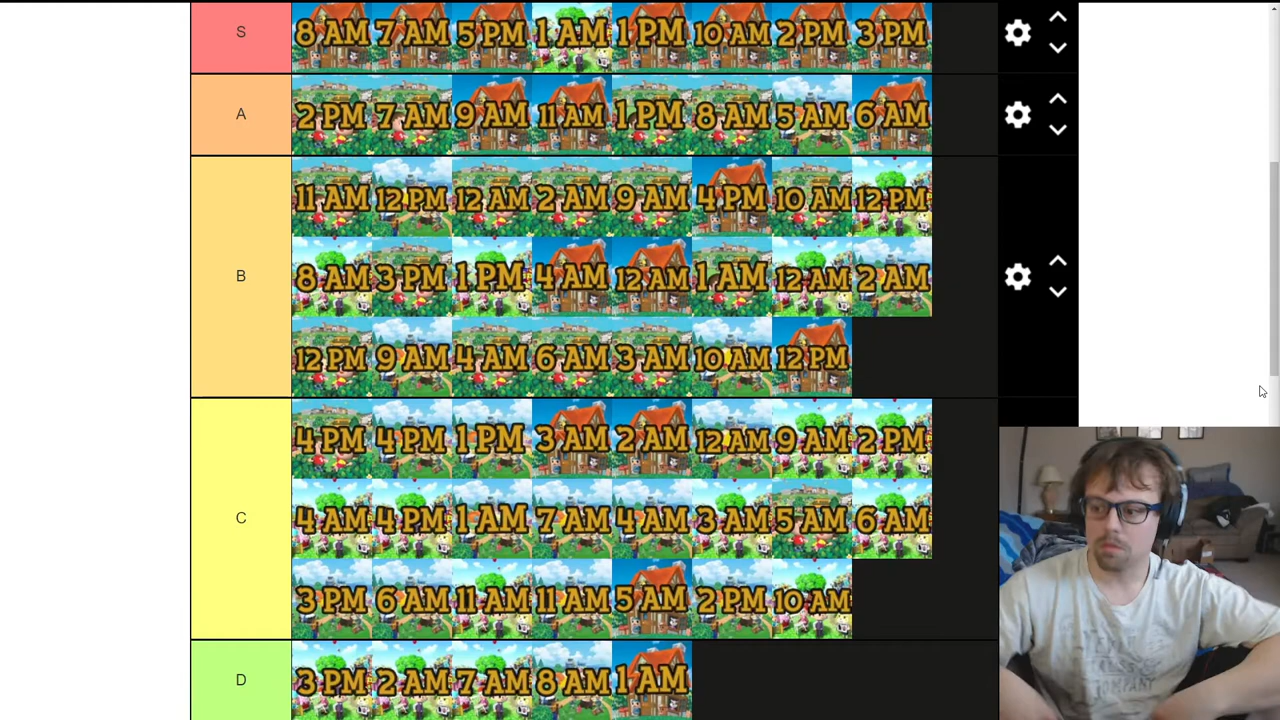 S
8 AM 7 AM 5 PM 1 AM 1 PM 10 AM 2 PM 3 PM
A
2 PM 7 AM 9 AM 11 AM 1 PM 8 AM 5 AM 6 AM
B
11 AM 12 PM 12 AM 2 AM 9 AM 4 PM 10 AM 12 PM
8 AM 3 PM 1 PM 4 AM 12 AM 1 AM 12 AM 2 AM
12 PM 9 AM 4 AM 6 AM 3 AM 10 AM 12 PM
C
4 PM 4 PM 1 PM 3 AM 2 AM 12 AM 9 AM 2 PM
4 AM 4 PM 1 AM 7 AM 4 AM 3 AM 5 AM 6 AM
3 PM 6 AM 11 AM 11 AM 5 AM 2 PM 10 AM
D
3 PM 2 AM 7 AM 8 AM 1 AM